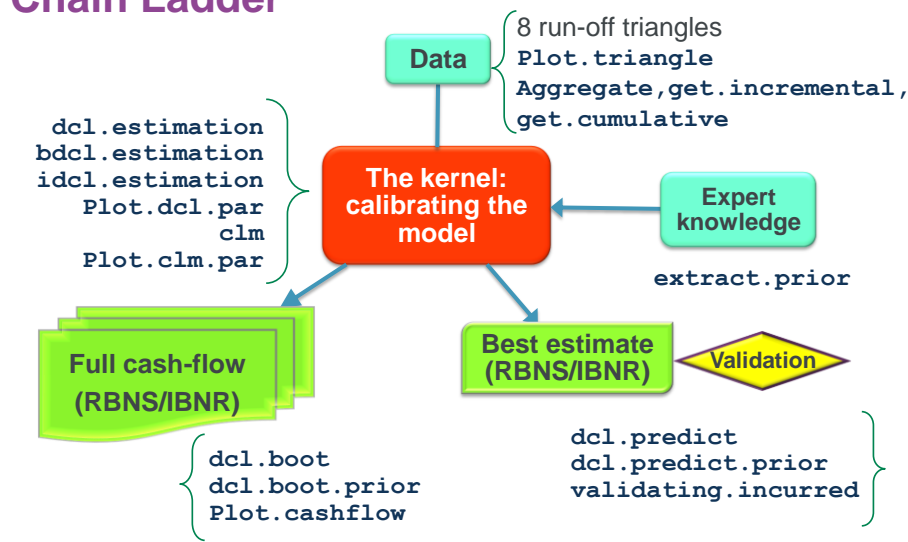 Chain Ladder
8 run-off triangles
Data
Plot.triangle
Aggregate,get.incremental,
get.cumulative
dcl.estimation
bdcl.estimation
idcl.estimation
Plot.dcl.par
clm
Plot.clm.par
The kernel:
calibrating the
model
Expert
knowledge
extract.prior
Full cash-flow
(RBNS/IBNR)
Best estimate
(RBNS/IBNR)
Validation
dcl.boot
dcl.boot.prior
Plot.cashflow
dcl.predict
dcl.predict.prior
validating.incurred